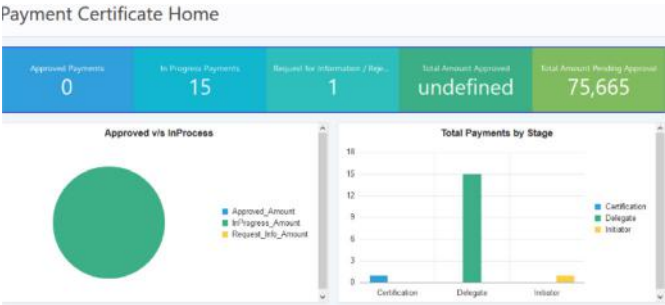 Payment Certificate Home
Approved Payments
0
In Progress Payments
15
Request for Information / Reje...
1
Total Amount Approved
undefined
Total Amount Pending Approval
75,665
Approved v/s InProcess
Approved_Amount
InProgress_Amount
Request_Info_Amount
Total Payments by Stage
18
15
12
9
6
3
0
Certification
Delegate
Initiator
Certification
Delegate
Initiator